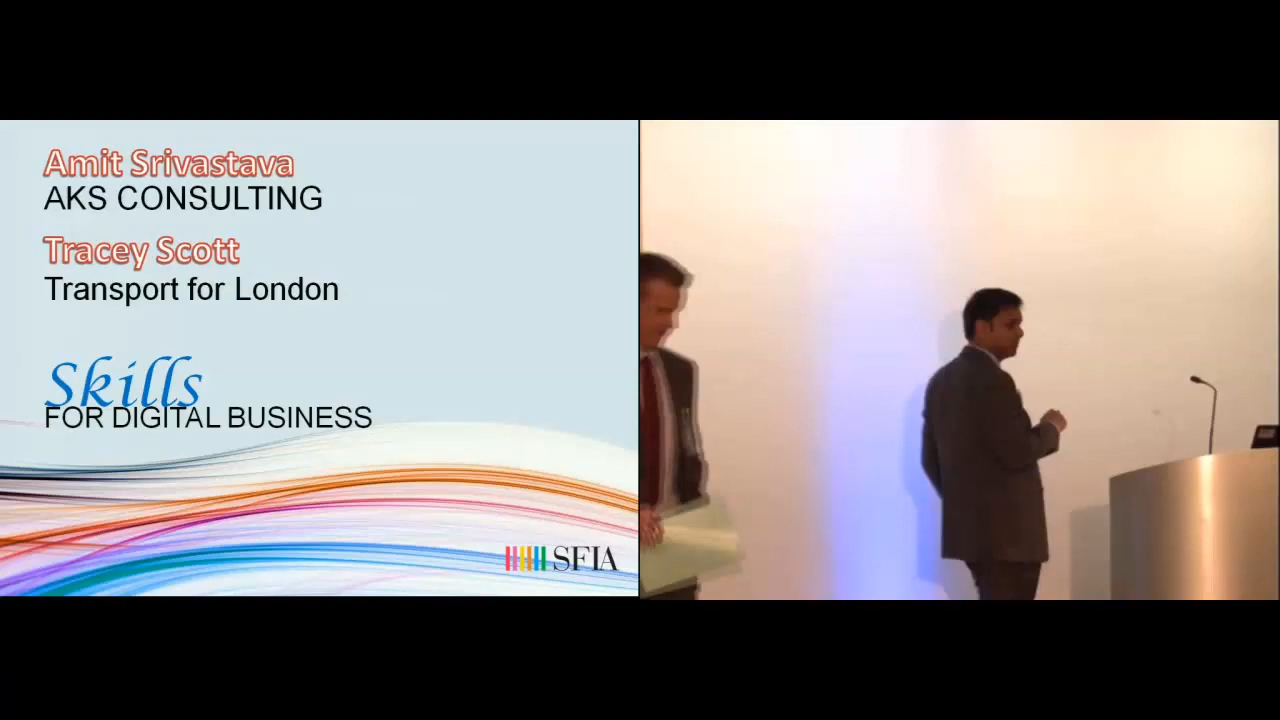 Amit Srivastava
AKS CONSULTING
Tracey Scott
Transport for London
Skills
FOR DIGITAL BUSINESS
SFIA